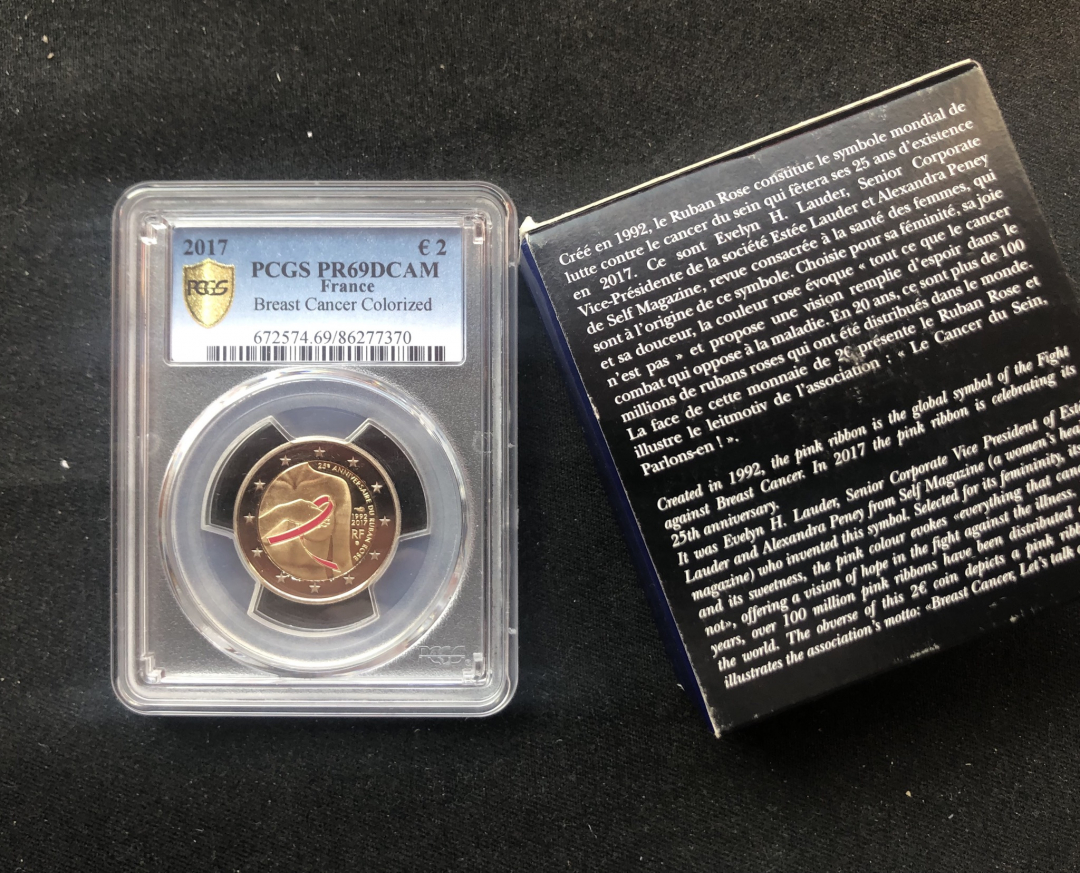 2017 € 2
PCGS PR69DCAM
PCGS
France
Breast Cancer Colorized
672574.69/86277370
25e ANNIVERSAIRE DU RUBAN ROSE
1992
2017
RF
PCGS
Créé en 1992, le Ruban Rose constitue le symbole mondial de
lutte contre le cancer du sein qui fêtera ses 25 ans d'existence
en 2017. Ce sont Evelyn H. Lauder, Senior Corporate
Vice-Présidente de la société Estée Lauder et Alexandra Peney
de Self Magazine, revue consacrée à la santé des femmes, qui
sont à l'origine de ce symbole. Choisie pour sa féminité, sa joie
et sa douceur, la couleur rose évoque « tout ce que le cancer
n'est pas » et propose une vision remplie d'espoir dans le
combat qui oppose à la maladie. En 20 ans, ce sont plus de 100
millions de rubans roses qui ont été distribués dans le monde.
La face de cette monnaie de 2€ présente le Ruban Rose et
illustre le leitmotiv de l'association : « Le Cancer du Sein,
Parlons-en ! ».
Created in 1992, the pink ribbon is the global symbol of the Fight
against Breast Cancer. In 2017 the pink ribbon is celebrating its
25th anniversary.
It was Evelyn H. Lauder, Senior Corporate Vice President of
Lauder and Alexandra Peney from Self Magazine (a women's
magazine) who invented this symbol. Selected for its femininity, its
and its sweetness, the pink colour evokes «everything that
not», offering a vision of hope in the fight against the illness.
years, over 100 million pink ribbons have been distributed
the world. The obverse of this 2€ coin depicts a pink
illustrates the association's motto: «Breast Cancer, Let's talk